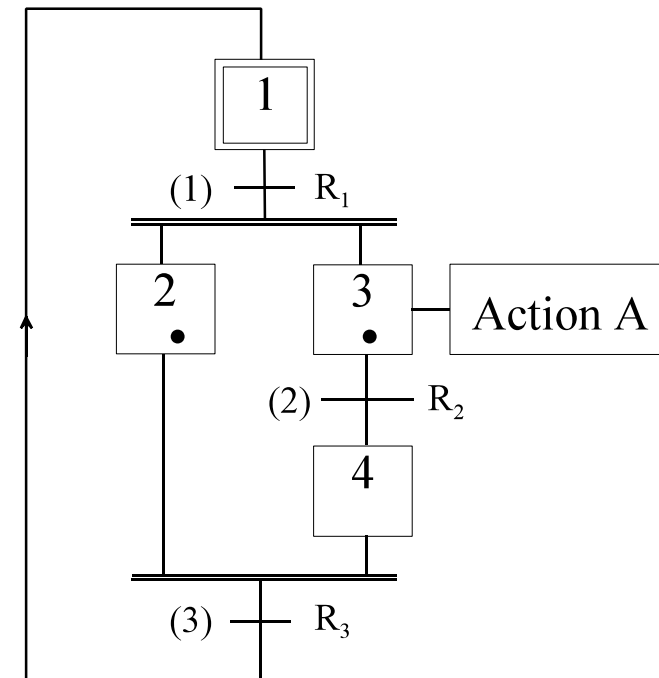 1
(1) R₁
2 3 Action A
(2) R₂
4
(3) R₃